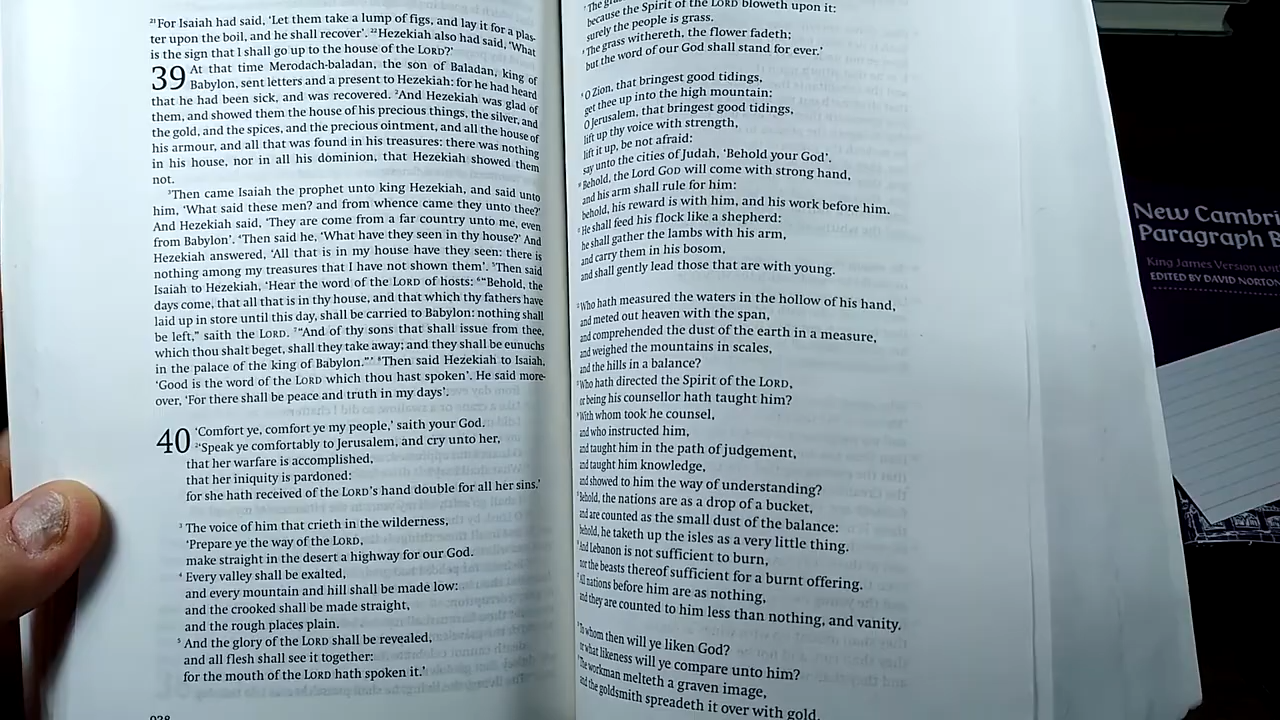 ²¹For Isaiah had said, ‘Let them take a lump of figs, and lay it for a plas-
ter upon the boil, and he shall recover’. ²²Hezekiah also had said, ‘What
is the sign that I shall go up to the house of the LORD?’
39 At that time Merodach-baladan, the son of Baladan, king of
Babylon, sent letters and a present to Hezekiah: for he had heard
that he had been sick, and was recovered. ²And Hezekiah was glad of
them, and showed them the house of his precious things, the silver, and
the gold, and the spices, and the precious ointment, and all the house of
his armour, and all that was found in his treasures: there was nothing
in his house, nor in all his dominion, that Hezekiah showed them
not.
³Then came Isaiah the prophet unto king Hezekiah, and said unto
him, ‘What said these men? and from whence came they unto thee?’
And Hezekiah said, ‘They are come from a far country unto me, even
from Babylon’. ⁴Then said he, ‘What have they seen in thy house?’ And
Hezekiah answered, ‘All that is in my house have they seen: there is
nothing among my treasures that I have not shown them’. ⁵Then said
Isaiah to Hezekiah, ‘Hear the word of the LORD of hosts: ⁶“Behold, the
days come, that all that is in thy house, and that which thy fathers have
laid up in store until this day, shall be carried to Babylon: nothing shall
be left,” saith the LORD. ⁷“And of thy sons that shall issue from thee,
which thou shalt beget, shall they take away; and they shall be eunuchs
in the palace of the king of Babylon.”’ ⁸Then said Hezekiah to Isaiah,
‘Good is the word of the LORD which thou hast spoken’. He said more-
over, ‘For there shall be peace and truth in my days’.
40 ‘Comfort ye, comfort ye my people,’ saith your God.
²‘Speak ye comfortably to Jerusalem, and cry unto her,
that her warfare is accomplished,
that her iniquity is pardoned:
for she hath received of the LORD’s hand double for all her sins.’
³ The voice of him that crieth in the wilderness,
‘Prepare ye the way of the LORD,
make straight in the desert a highway for our God.
⁴ Every valley shall be exalted,
and every mountain and hill shall be made low:
and the crooked shall be made straight,
and the rough places plain.
⁵ And the glory of the LORD shall be revealed,
and all flesh shall see it together:
for the mouth of the LORD hath spoken it.’
The
because the Spirit of the LORD bloweth upon it:
surely the people is grass.
The grass withereth, the flower fadeth;
but the word of our God shall stand for ever.’
O Zion, that bringest good tidings,
get thee up into the high mountain:
O Jerusalem, that bringest good tidings,
lift up thy voice with strength,
lift it up, be not afraid:
say unto the cities of Judah, ‘Behold your God’.
Behold, the Lord GOD will come with strong hand,
and his arm shall rule for him:
behold, his reward is with him, and his work before him.
He shall feed his flock like a shepherd:
he shall gather the lambs with his arm,
and carry them in his bosom,
and shall gently lead those that are with young.
Who hath measured the waters in the hollow of his hand,
and meted out heaven with the span,
and comprehended the dust of the earth in a measure,
and weighed the mountains in scales,
and the hills in a balance?
Who hath directed the Spirit of the LORD,
or being his counsellor hath taught him?
With whom took he counsel,
and who instructed him,
and taught him in the path of judgement,
and taught him knowledge,
and showed to him the way of understanding?
Behold, the nations are as a drop of a bucket,
and are counted as the small dust of the balance:
behold, he taketh up the isles as a very little thing.
And Lebanon is not sufficient to burn,
nor the beasts thereof sufficient for a burnt offering.
All nations before him are as nothing,
and they are counted to him less than nothing, and vanity.
To whom then will ye liken God?
or what likeness will ye compare unto him?
The workman melteth a graven image,
and the goldsmith spreadeth it over with gold,
New Cambri
Paragraph B
King James Version wit
EDITED BY DAVID NORTON